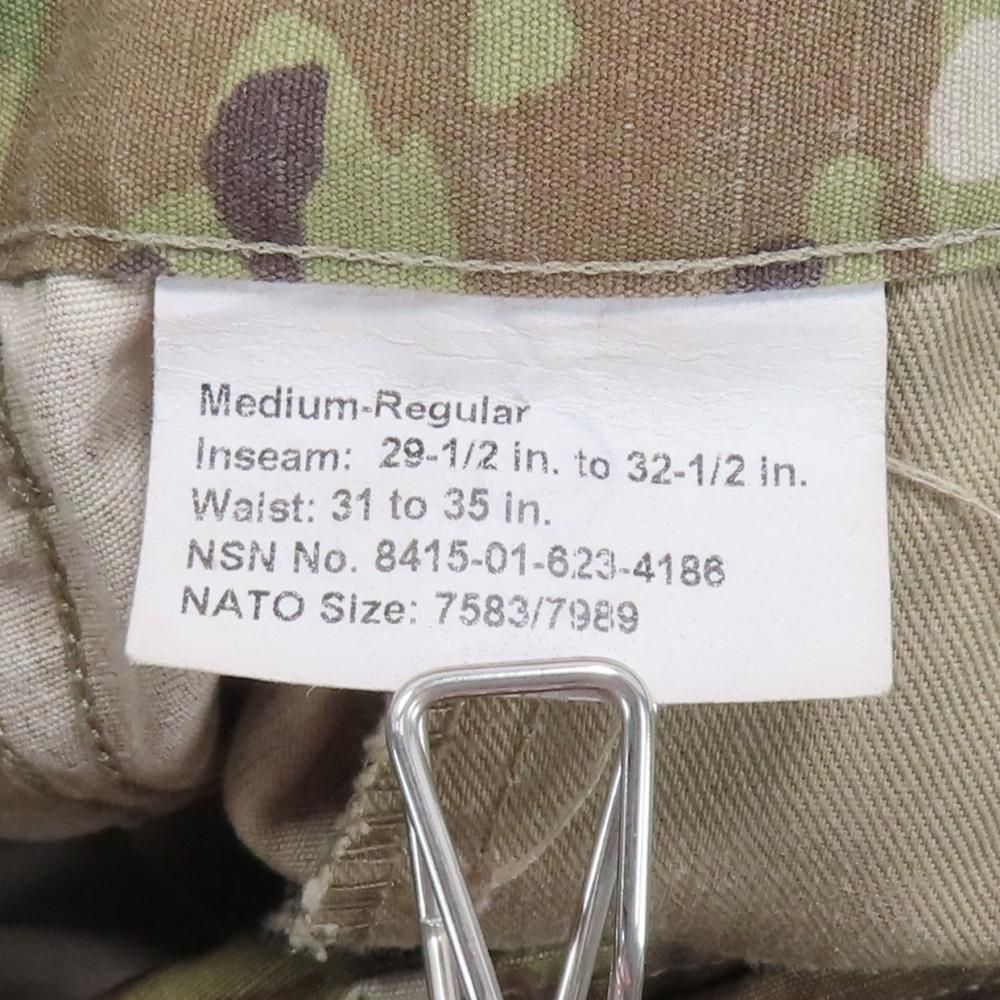 Medium-Regular
Inseam: 29-1/2 in. to 32-1/2 in.
Waist: 31 to 35 in.
NSN No. 8415-01-623-4186
NATO Size: 7583/7989